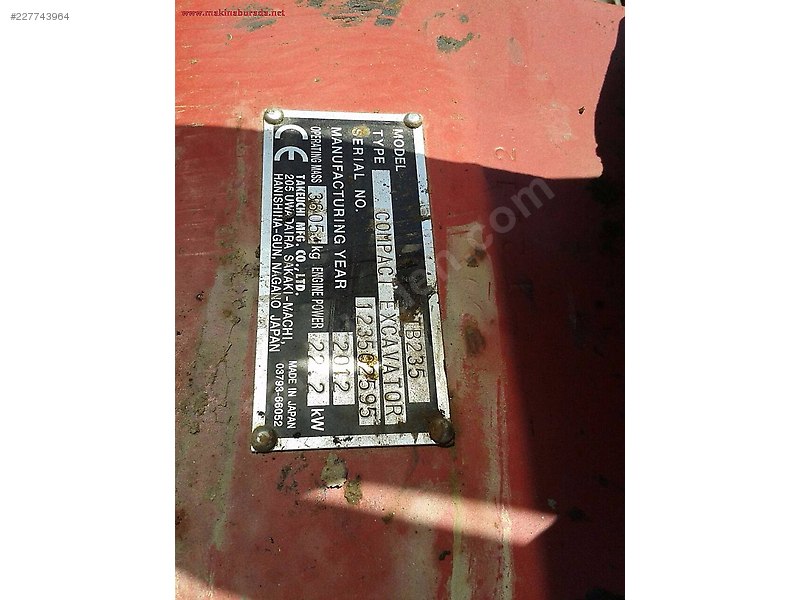 #227743964
www.makinaburada.net
MODEL TB235
TYPE COMPACT EXCAVATOR
SERIAL NO. 123502595
MANUFACTURING YEAR 2012
OPERATING MASS kg ENGINE POWER 22.2 kW
CE
TAKEUCHI MFG. CO., LTD.
205 UWADAIRA SAKAKI-MACHI,
HANISHINA-GUN, NAGANO JAPAN
MADE IN JAPAN
03793-66052